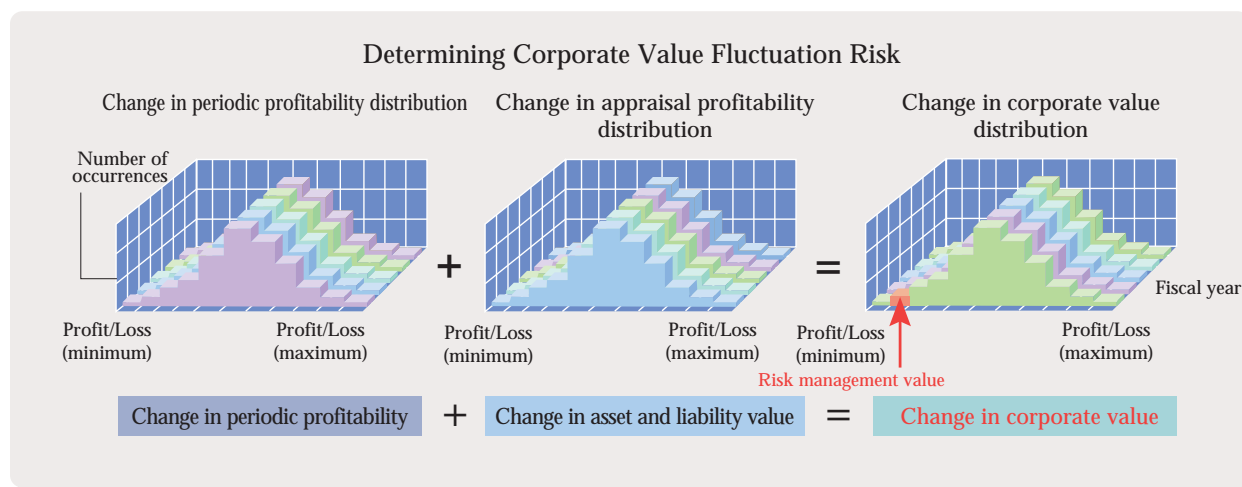 Determining Corporate Value Fluctuation Risk
Change in periodic profitability distribution
Change in appraisal profitability
distribution
Change in corporate value
distribution
Number of
occurrences
+
=
Fiscal year
Profit/Loss
(minimum)
Profit/Loss
(maximum)
Profit/Loss
(minimum)
Profit/Loss
(maximum)
Profit/Loss
(minimum)
Profit/Loss
(maximum)
Risk management value
Change in periodic profitability
+
Change in asset and liability value
=
Change in corporate value